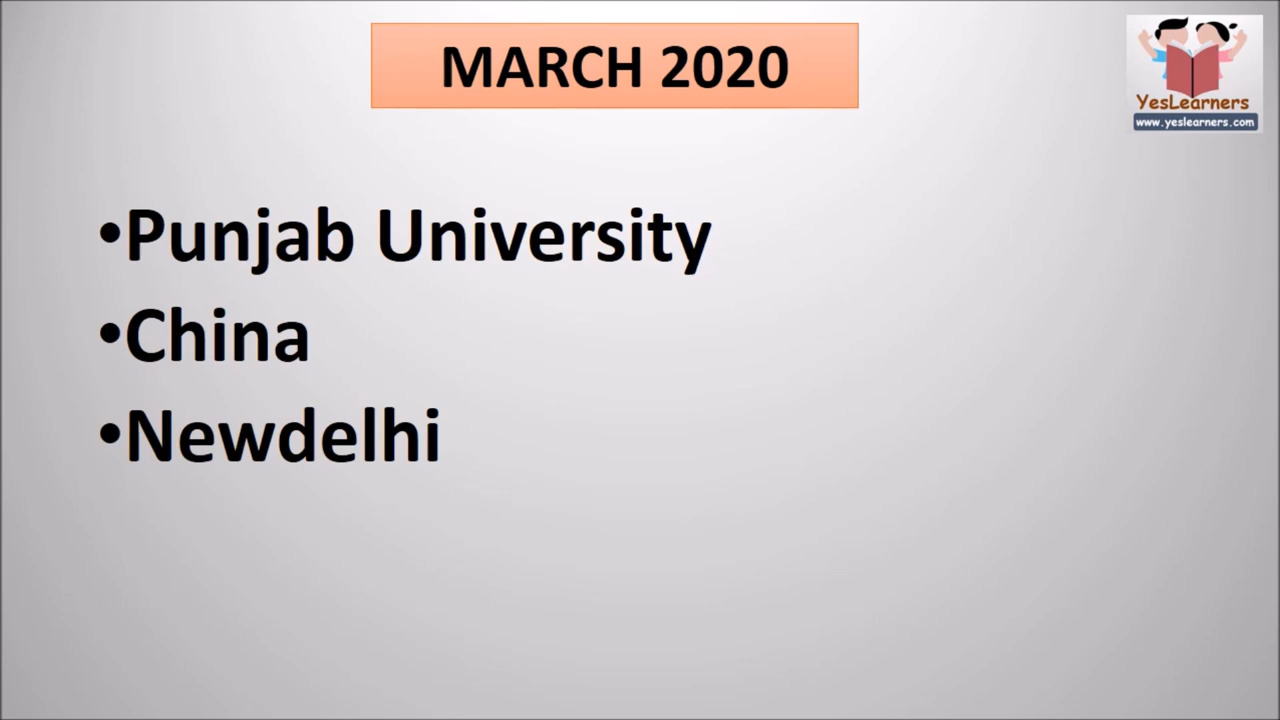 MARCH 2020
YesLearners
www.yeslearners.com
•Punjab University
•China
•Newdelhi